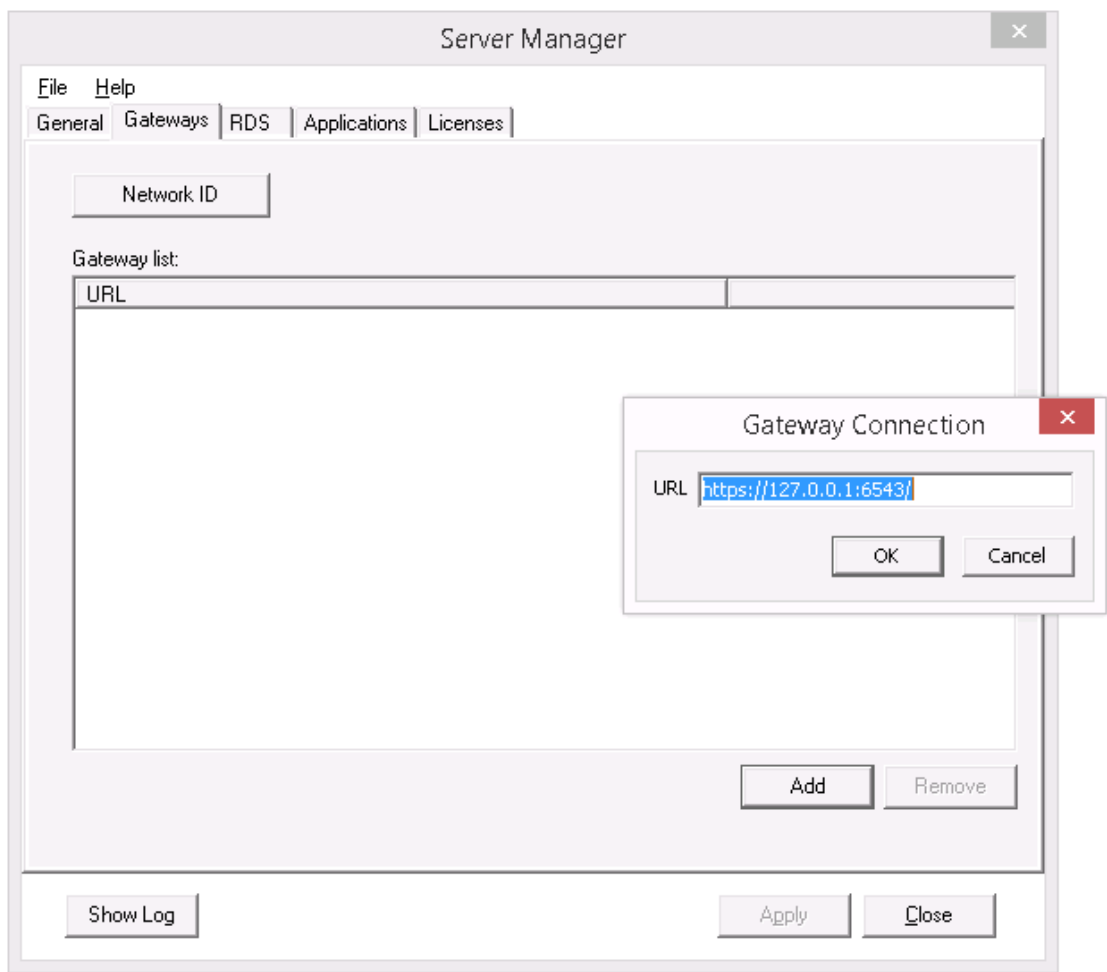 Server Manager
File Help
General Gateways RDS Applications Licenses
Network ID
Gateway list:
URL
Gateway Connection
URL https://127.0.0.1:6543/
OK Cancel
Add Remove
Show Log Apply Close